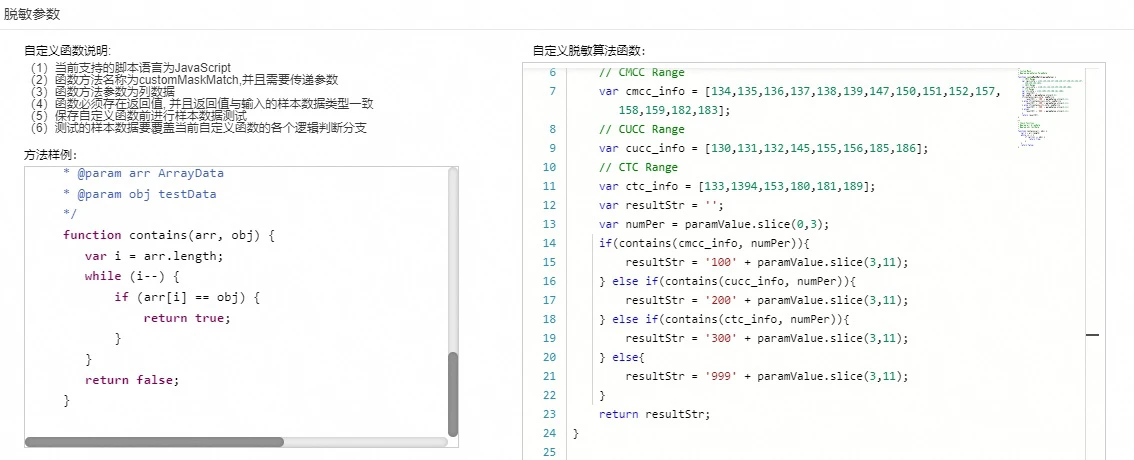 脱敏参数
自定义函数说明:
（1）当前支持的脚本语言为JavaScript
（2）函数方法名称为customMaskMatch,并且需要传递参数
（3）函数方法参数为列数据
（4）函数必须存在返回值, 并且返回值与输入的样本数据类型一致
（5）保存自定义函数前进行样本数据测试
（6）测试的样本数据要覆盖当前自定义函数的各个逻辑判断分支
方法样例:
* @param arr ArrayData
* @param obj testData
*/
function contains(arr, obj) {
var i = arr.length;
while (i--) {
if (arr[i] == obj) {
return true;
}
}
return false;
}
自定义脱敏算法函数:
6 // CMCC Range
7 var cmcc_info = [134,135,136,137,138,139,147,150,151,152,157,
158,159,182,183];
8 // CUCC Range
9 var cucc_info = [130,131,132,145,155,156,185,186];
10 // CTC Range
11 var ctc_info = [133,1394,153,180,181,189];
12 var resultStr = '';
13 var numPer = paramValue.slice(0,3);
14 if(contains(cmcc_info, numPer)){
15 resultStr = '100' + paramValue.slice(3,11);
16 } else if(contains(cucc_info, numPer)){
17 resultStr = '200' + paramValue.slice(3,11);
18 } else if(contains(ctc_info, numPer)){
19 resultStr = '300' + paramValue.slice(3,11);
20 } else{
21 resultStr = '999' + paramValue.slice(3,11);
22 }
23 return resultStr;
24 }
25